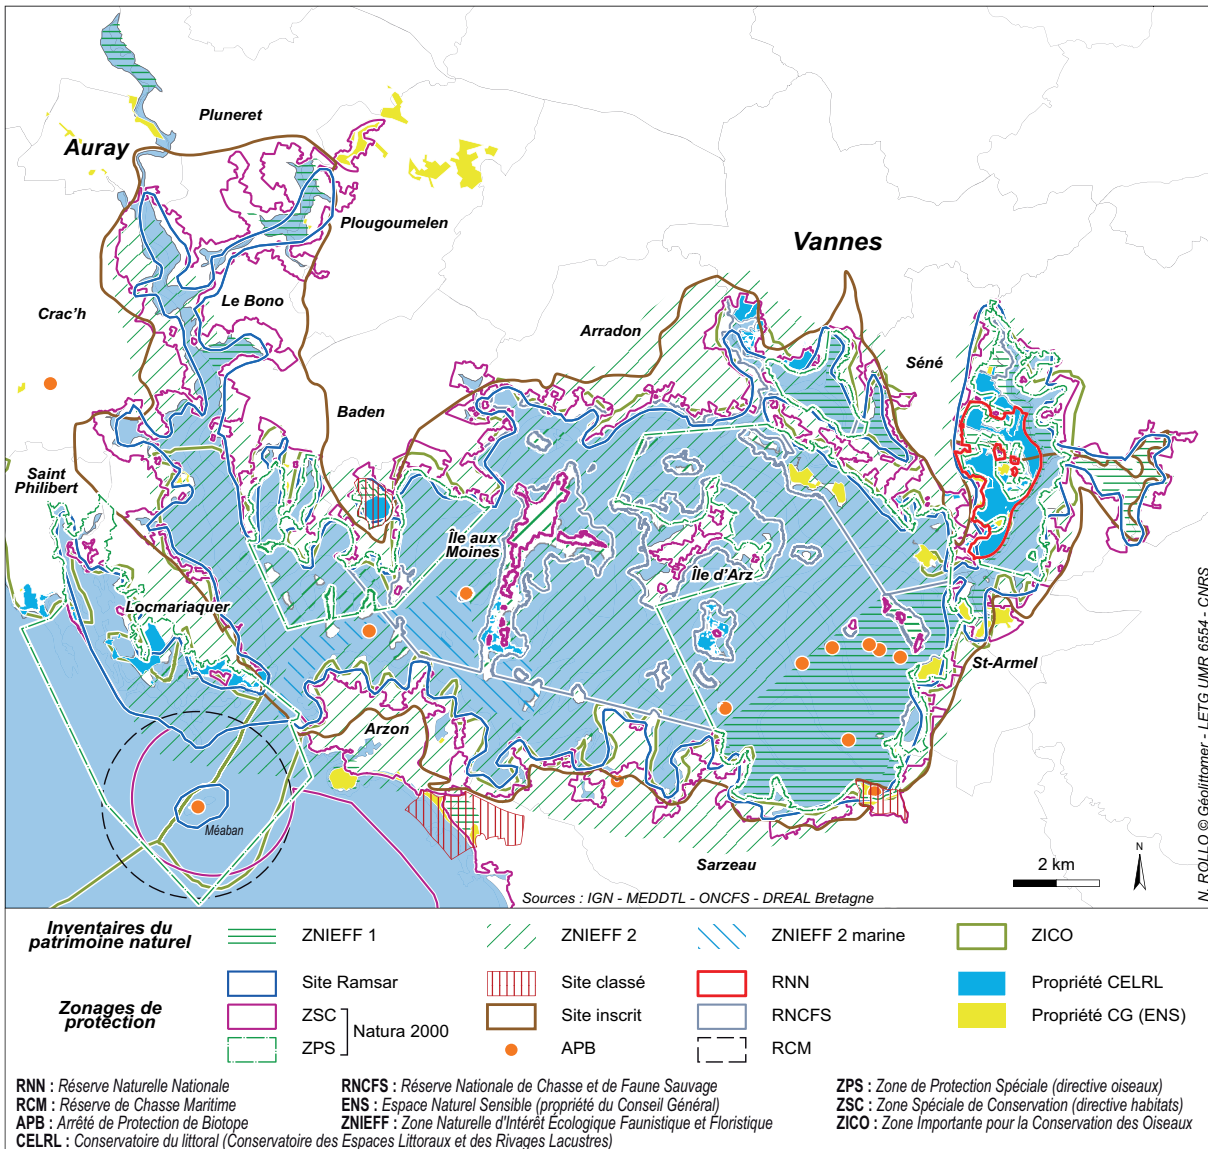 Pluneret
Auray
Plougoumelen
Vannes
Le Bono
Crac'h
Arradon
Séné
Baden
Saint
Philibert
Île aux
Moines
Île d'Arz
Locmariaquer
St-Armel
Arzon
Méaban
Sarzeau
N
2 km
Sources : IGN - MEDDTL - ONCFS - DREAL Bretagne
N. ROLLO © Géolittomer - LETG UMR 6554 - CNRS
Inventaires du
patrimoine naturel
ZNIEFF 1
ZNIEFF 2
ZNIEFF 2 marine
ZICO
Zonages de
protection
Site Ramsar
Site classé
RNN
Propriété CELRL
ZSC
Natura 2000
Site inscrit
RNCFS
Propriété CG (ENS)
ZPS
APB
RCM
RNN : Réserve Naturelle Nationale
RCM : Réserve de Chasse Maritime
APB : Arrêté de Protection de Biotope
CELRL : Conservatoire du littoral (Conservatoire des Espaces Littoraux et des Rivages Lacustres)
RNCFS : Réserve Nationale de Chasse et de Faune Sauvage
ENS : Espace Naturel Sensible (propriété du Conseil Général)
ZNIEFF : Zone Naturelle d'Intérêt Écologique Faunistique et Floristique
ZPS : Zone de Protection Spéciale (directive oiseaux)
ZSC : Zone Spéciale de Conservation (directive habitats)
ZICO : Zone Importante pour la Conservation des Oiseaux